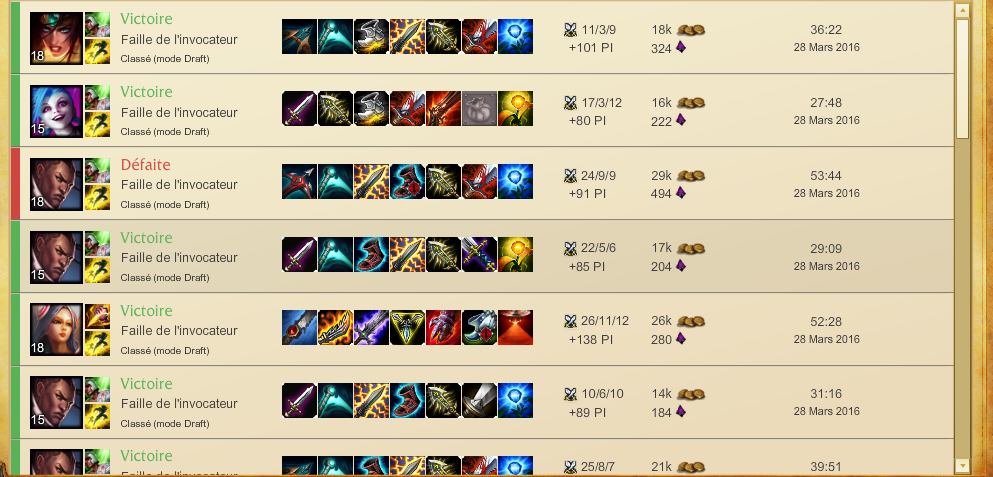 Victoire
Faille de l'invocateur
18
Classé (mode Draft)
11/3/9
+101 PI
18k
324
36:22
28 Mars 2016
Victoire
Faille de l'invocateur
15
Classé (mode Draft)
17/3/12
+80 PI
16k
222
27:48
28 Mars 2016
Défaite
Faille de l'invocateur
18
Classé (mode Draft)
24/9/9
+91 PI
29k
494
53:44
28 Mars 2016
Victoire
Faille de l'invocateur
15
Classé (mode Draft)
22/5/6
+85 PI
17k
204
29:09
28 Mars 2016
Victoire
Faille de l'invocateur
18
Classé (mode Draft)
26/11/12
+138 PI
26k
280
52:28
28 Mars 2016
Victoire
Faille de l'invocateur
15
Classé (mode Draft)
10/6/10
+89 PI
14k
184
31:16
28 Mars 2016
Victoire
Faille de l'invocateur
25/8/7
21k
39:51